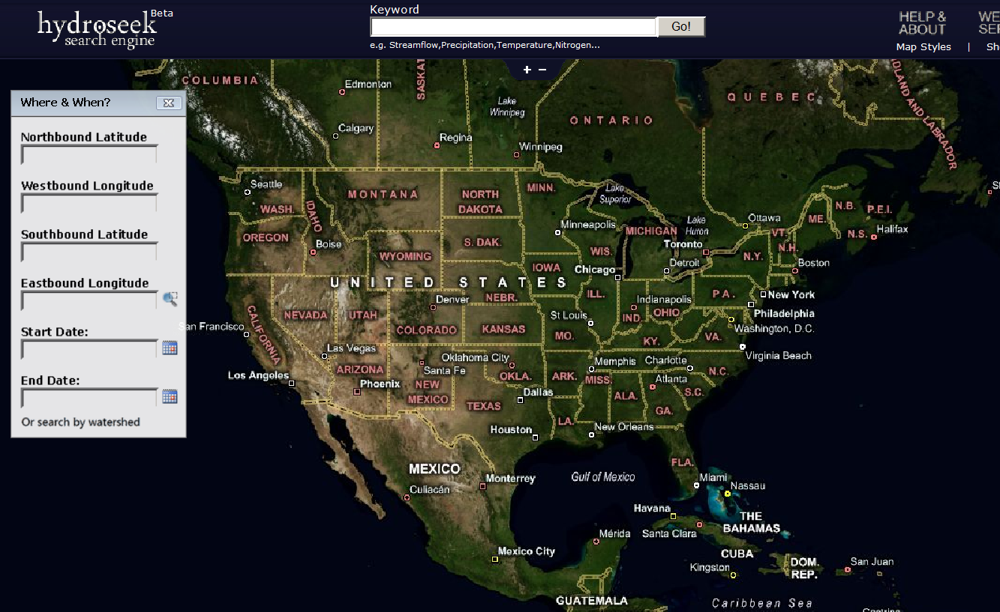 hydroseek Beta
search engine
Keyword
Go!
e.g. Streamflow,Precipitation,Temperature,Nitrogen...
HELP &
ABOUT
Map Styles |
+ −
Where & When?
Northbound Latitude
Westbound Longitude
Southbound Latitude
Eastbound Longitude
Start Date:
End Date:
Or search by watershed
COLUMBIA
Edmonton
Calgary
Regina
Lake
Winnipeg
Winnipeg
ONTARIO
QUEBEC
AND LABRADOR
Seattle
WASH.
IDAHO
MONTANA
NORTH
DAKOTA
MINN.
Lake
Superior
OREGON
Boise
WYOMING
S. DAK.
Minneapolis
WIS.
MICHIGAN
Lake
Huron
Toronto
Ottawa
VT.
N.H.
ME.
N.B.
P.E.I.
N.S.
Halifax
N.Y.
Boston
Detroit
Chicago
IOWA
UNITED STATES
NEBR.
ILL.
Indianapolis
IND.
OHIO
PA.
New York
Philadelphia
Washington, D.C.
Virginia Beach
VA.
KY.
St Louis
MO.
KANSAS
Denver
COLORADO
UTAH
NEVADA
CALIFORNIA
San Francisco
Las Vegas
Los Angeles
ARIZONA
Phoenix
Santa Fe
NEW
MEXICO
Oklahoma City
OKLA.
ARK.
Memphis
Charlotte
N.C.
MISS.
Atlanta
S.C.
ALA.
GA.
TEXAS
Dallas
LA.
New Orleans
Houston
FLA.
Miami
Nassau
THE
BAHAMAS
Gulf of Mexico
MEXICO
Monterrey
Culiacán
Havana
Santa Clara
Mérida
Mexico City
CUBA
Kingston
DOM.
REP.
San Juan
GUATEMALA
Caribbean Sea